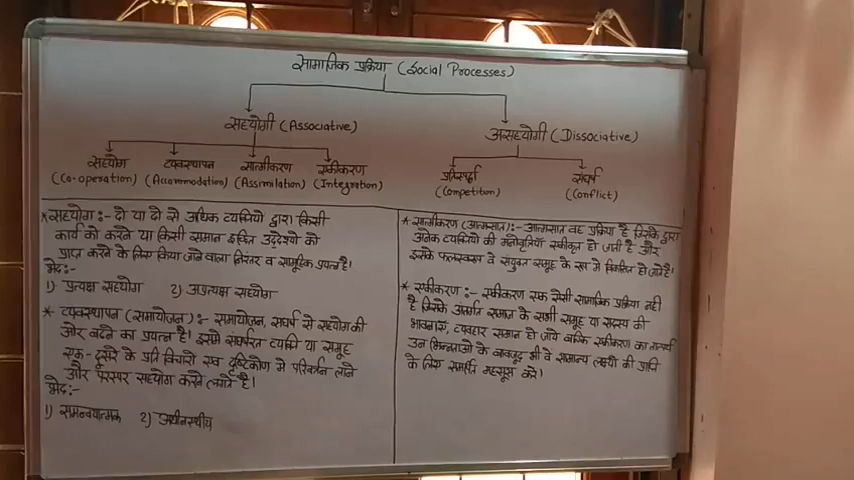 सामाजिक प्रक्रिया (Social Processes)
सहयोगी (Associative)
असहयोगी (Dissociative)
सहयोग
(Co-operation)
व्यवस्थापन
(Accommodation)
सात्मीकरण
(Assimilation)
एकीकरण
(Integration)
प्रतिस्पर्द्धा
(Competition)
संघर्ष
(Conflict)
*सहयोग :- दो या दो से अधिक व्यक्तियो द्वारा किसी
कार्य को करने या किसी समान इच्छित उद्देश्यो को
प्राप्त करने के लिए किया जाने वाला निरंतर व सामूहिक प्रयत्न है।
भेद:-
1) प्रत्यक्ष सहयोग 2) अप्रत्यक्ष सहयोग
* व्यवस्थापन (समायोजन) :- समायोजन, संघर्ष से सहयोग की
और बढने का प्रयत्न है। इसमे संघर्षरत व्यक्ति या समूह
एक-दूसरे के प्रति विचारो एव दृष्टिकोण मे परिवर्तन लाने
और परस्पर सहयोग करने लगते है।
भेद:-
1) समन्वयात्मक 2) अधीनस्थीय
*सात्मीकरण (आत्मसात) :- आत्मसात वह प्रक्रिया है जिसके द्वारा
अनेक व्यक्तियो की मनोवृत्तियाँ एकीकृत हो जाती है और
इसके फलस्वरूप वे संयुक्त समूह के रूप मे विकसित हो जाते है।
* एकीकरण :- एकीकरण एक ऐसी सामाजिक प्रक्रिया नही
है जिसके अंतर्गत समाज के सभी समूह या सदस्य की
भावनाएं, व्यवहार समान हो जाये बल्कि एकीकरण का तात्पर्य
उन भिन्नताओ के बावजूद भी वे सामान्य लक्ष्यो की प्राप्ति
के लिए समर्पित महसूस करे।